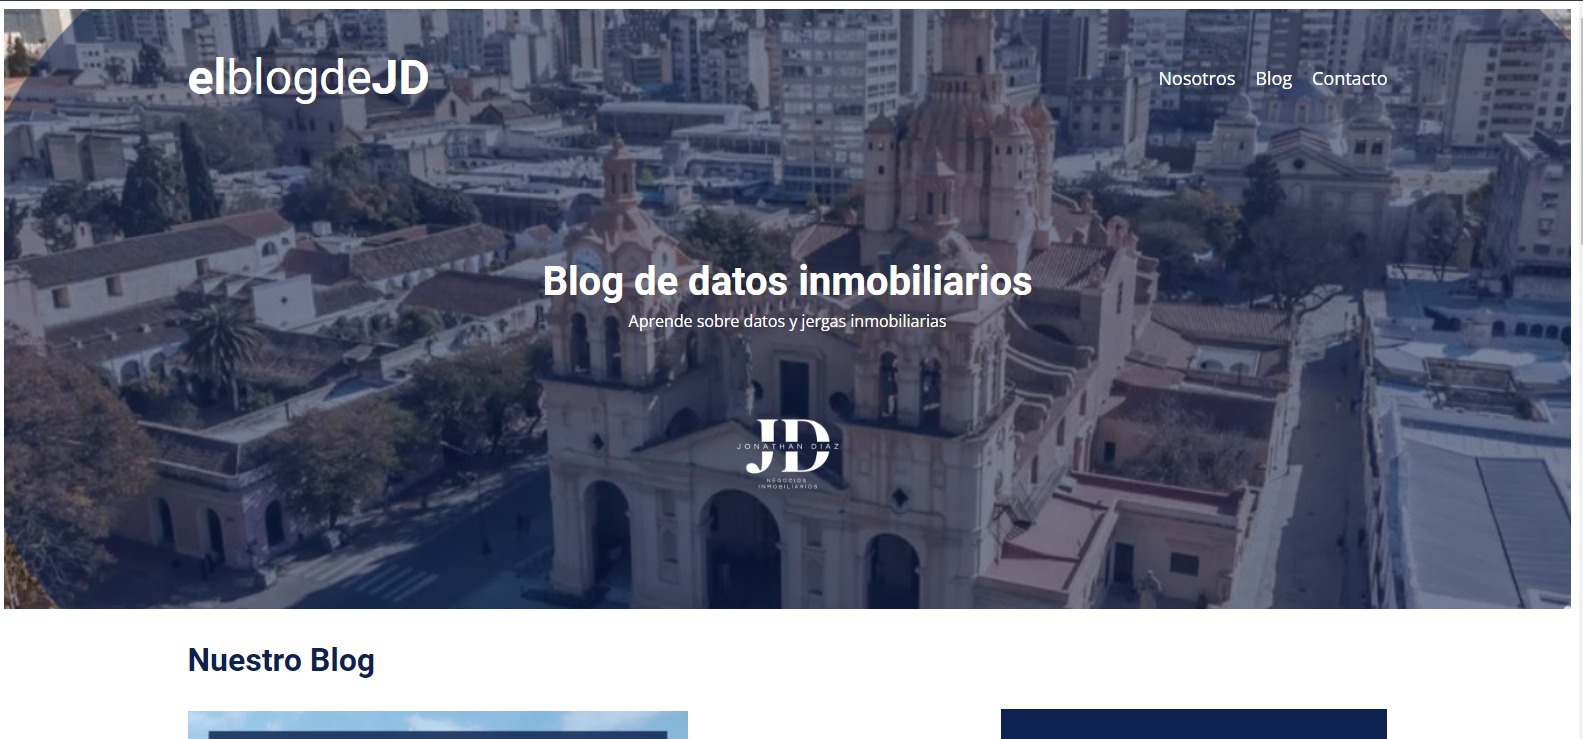 elblogdeJD
Nosotros Blog Contacto
Blog de datos inmobiliarios
Aprende sobre datos y jergas inmobiliarias
JD
JONATHAN DIAZ
NEGOCIOS
INMOBILIARIOS
Nuestro Blog